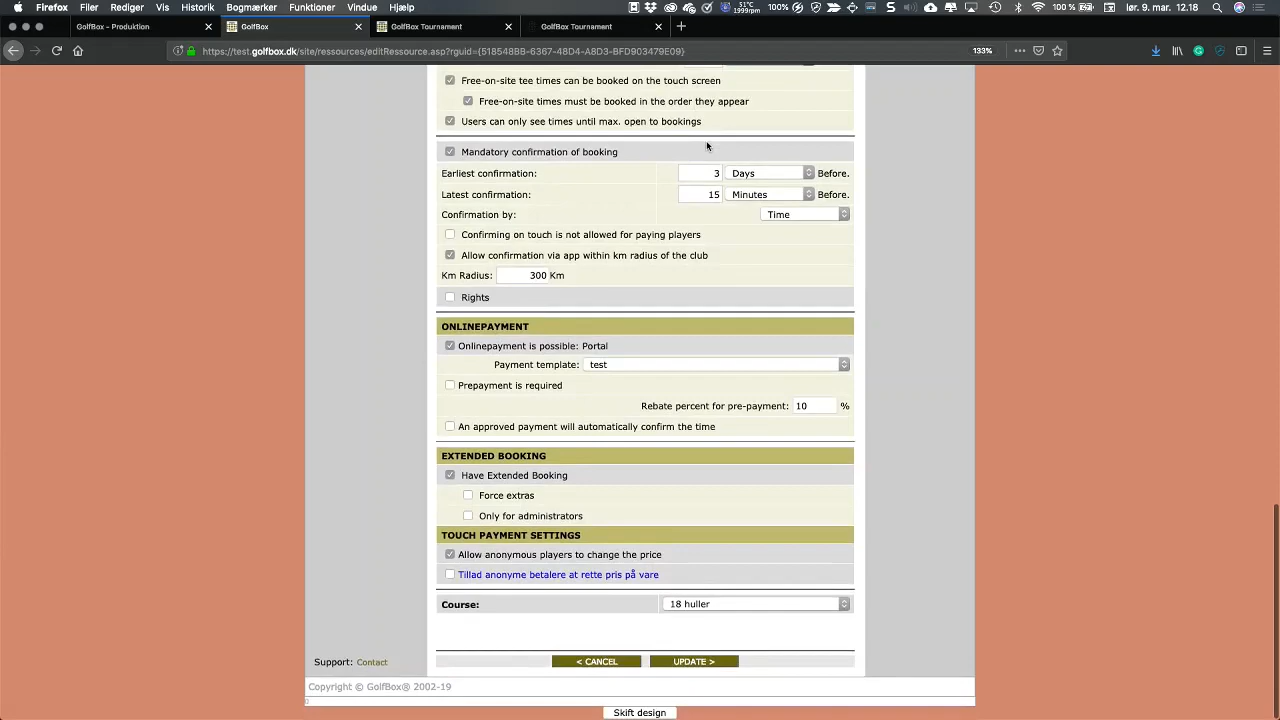 Firefox Filer Rediger Vis Historik Bogmærker Funktioner Vindue Hjælp 1999rpm 100% lør. 9. mar. 12.18
GolfBox - Produktion GolfBox GolfBox Tournament GolfBox Tournament
https://test.golfbox.dk/site/ressources/editRessource.asp?rguid={518548BB-6367-48D4-A8D3-BFD903479E09} 133%
Free-on-site tee times can be booked on the touch screen
Free-on-site times must be booked in the order they appear
Users can only see times until max. open to bookings
Mandatory confirmation of booking
Earliest confirmation: 3 Days Before.
Latest confirmation: 15 Minutes Before.
Confirmation by: Time
Confirming on touch is not allowed for paying players
Allow confirmation via app within km radius of the club
Km Radius: 300 Km
Rights
ONLINEPAYMENT
Onlinepayment is possible: Portal
Payment template: test
Prepayment is required
Rebate percent for pre-payment: 10 %
An approved payment will automatically confirm the time
EXTENDED BOOKING
Have Extended Booking
Force extras
Only for administrators
TOUCH PAYMENT SETTINGS
Allow anonymous players to change the price
Tillad anonyme betalere at rette pris på vare
Course: 18 huller
Support: Contact
< CANCEL UPDATE >
Copyright © GolfBox® 2002-19
0
Skift design